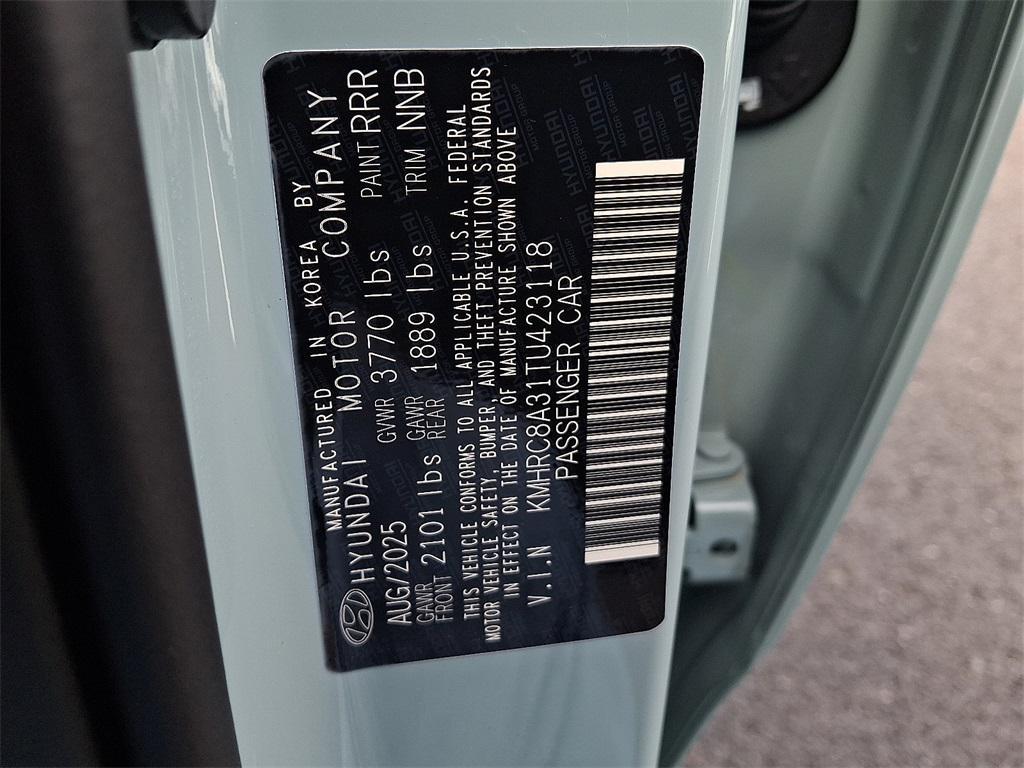 MANUFACTURED IN KOREA BY
HYUNDAI MOTOR COMPANY
AUG/2025 GVWR 3770 lbs PAINT RRR
GAWR FRONT 2101 lbs GAWR REAR 1889 lbs TRIM NNB
THIS VEHICLE CONFORMS TO ALL APPLICABLE U.S.A. FEDERAL
MOTOR VEHICLE SAFETY, BUMPER, AND THEFT PREVENTION STANDARDS
IN EFFECT ON THE DATE OF MANUFACTURE SHOWN ABOVE
V.I.N KMHRC8A31TU423118
PASSENGER CAR